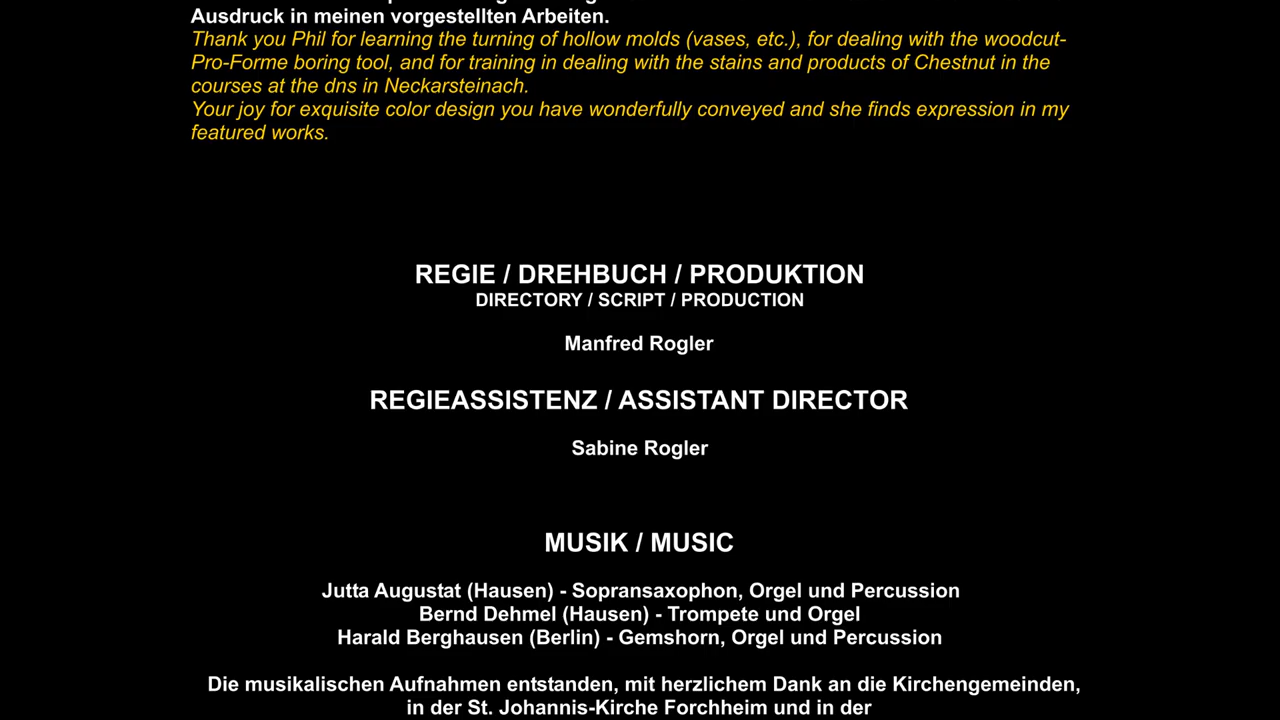 Ausdruck in meinen vorgestellten Arbeiten.
Thank you Phil for learning the turning of hollow molds (vases, etc.), for dealing with the woodcut-
Pro-Forme boring tool, and for training in dealing with the stains and products of Chestnut in the
courses at the dns in Neckarsteinach.
Your joy for exquisite color design you have wonderfully conveyed and she finds expression in my
featured works.
REGIE / DREHBUCH / PRODUKTION
DIRECTORY / SCRIPT / PRODUCTION
Manfred Rogler
REGIEASSISTENZ / ASSISTANT DIRECTOR
Sabine Rogler
MUSIK / MUSIC
Jutta Augustat (Hausen) - Sopransaxophon, Orgel und Percussion
Bernd Dehmel (Hausen) - Trompete und Orgel
Harald Berghausen (Berlin) - Gemshorn, Orgel und Percussion
Die musikalischen Aufnahmen entstanden, mit herzlichem Dank an die Kirchengemeinden,
in der St. Johannis-Kirche Forchheim und in der